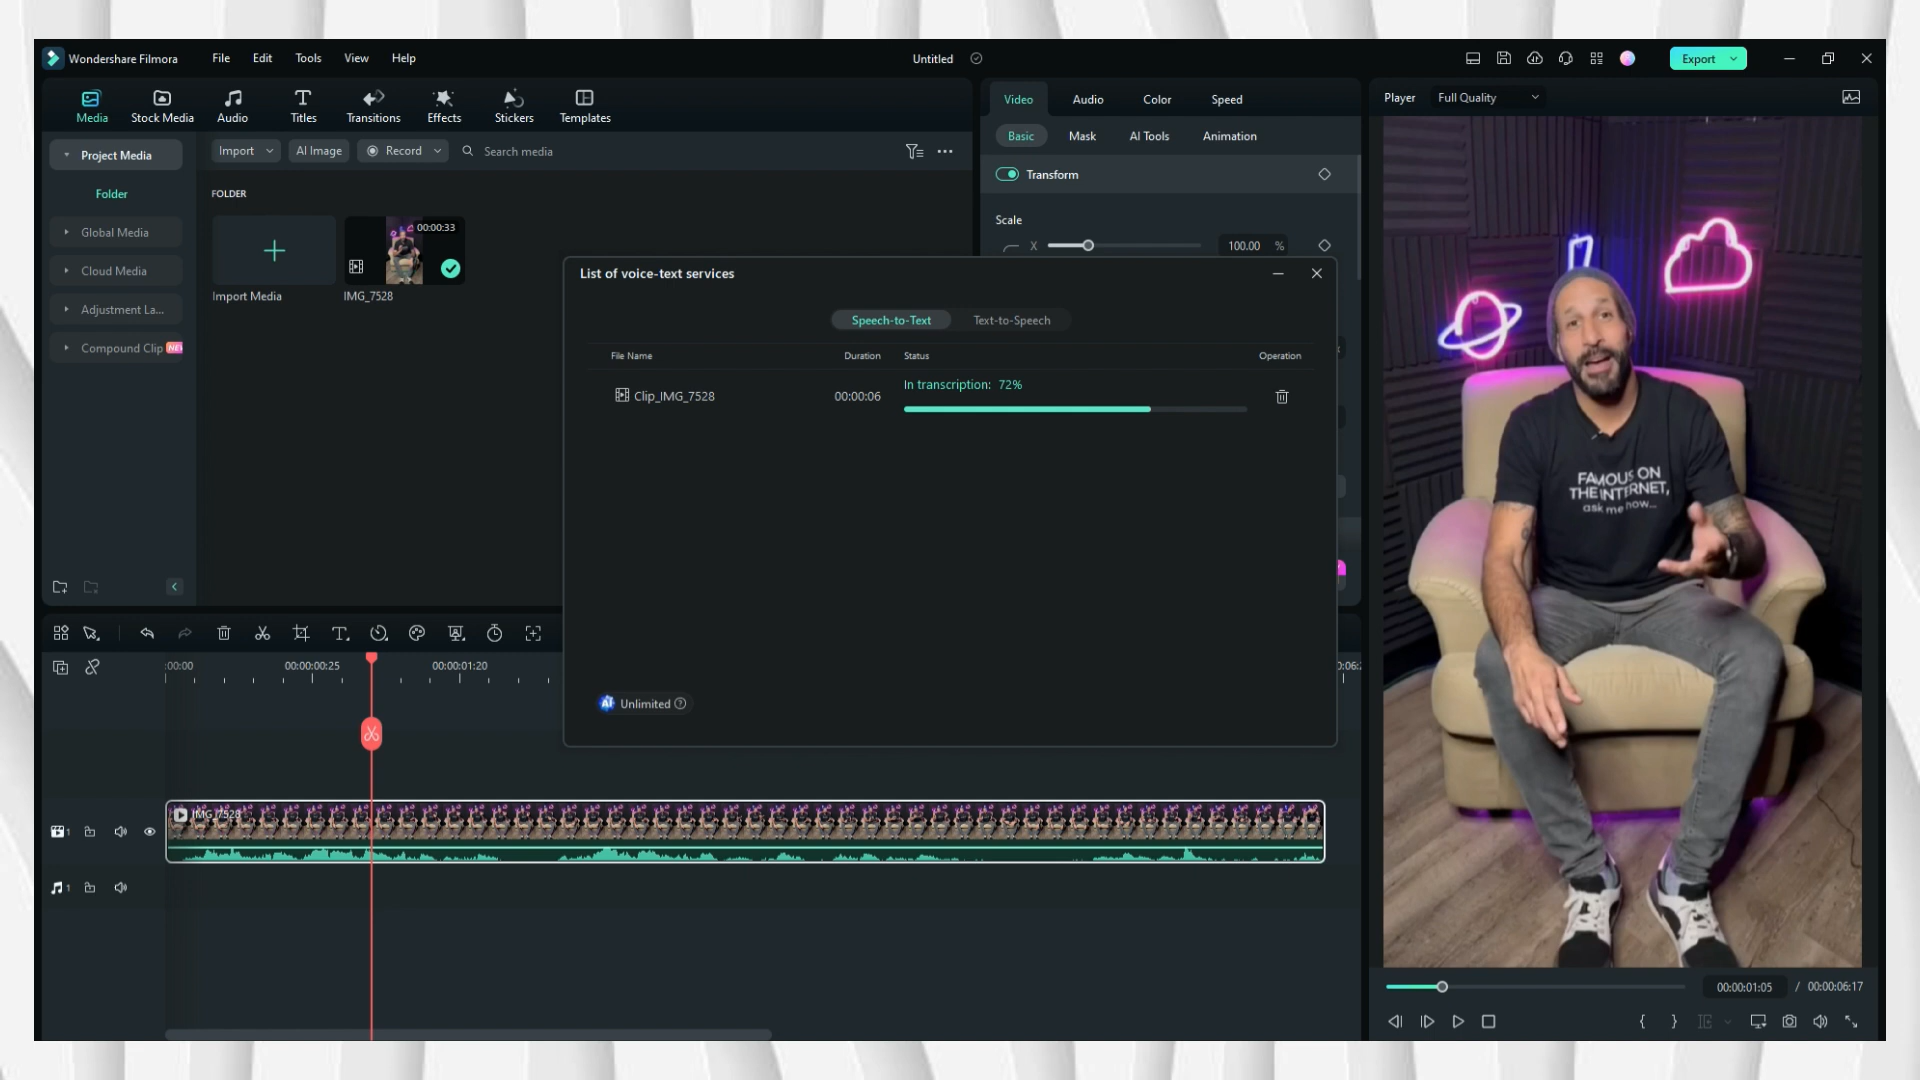 Wondershare Filmora File Edit Tools View Help Untitled Export
Media Stock Media Audio Titles Transitions Effects Stickers Templates
Video Audio Color Speed
Player Full Quality
Project Media
Import AI Image Record Search media
Basic Mask AI Tools Animation
Folder
FOLDER
Transform
Global Media
00:00:33
Scale
X 100.00 %
Cloud Media
Import Media IMG_7528
Adjustment La...
Compound Clip NEW
List of voice-text services
Speech-to-Text Text-to-Speech
File Name Duration Status Operation
In transcription: 72%
Clip_IMG_7528 00:00:06
AI Unlimited
FAMOUS ON
THE INTERNET,
ask me now...
:00:00 00:00:00:25 00:00:01:20
IMG_7528
1
1
00:00:01:05 / 00:00:06:17